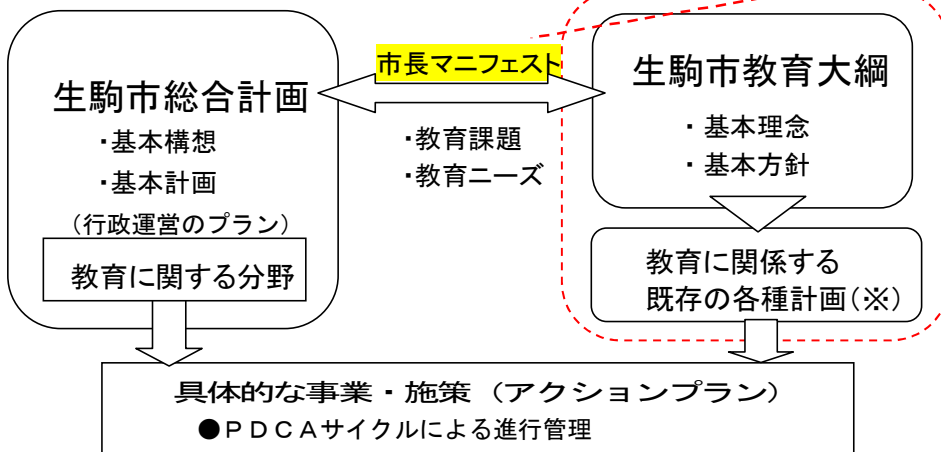 市長マニフェスト
生駒市総合計画
・基本構想
・基本計画
(行政運営のプラン)
教育に関する分野
・教育課題
・教育ニーズ
生駒市教育大綱
・基本理念
・基本方針
教育に関係する
既存の各種計画(※)
具体的な事業・施策(アクションプラン)
●PDCAサイクルによる進行管理